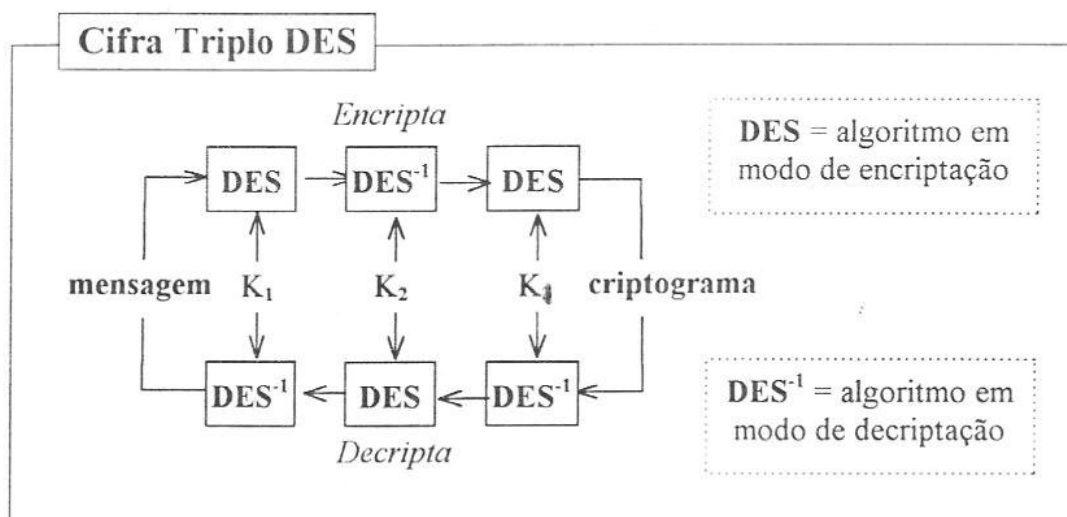 Cifra Triplo DES
Encripta
DES DES⁻¹ DES
mensagem K₁ K₂ criptograma
DES⁻¹ DES DES⁻¹
Decripta
DES = algoritmo em
modo de encriptação
DES⁻¹ = algoritmo em
modo de decriptação